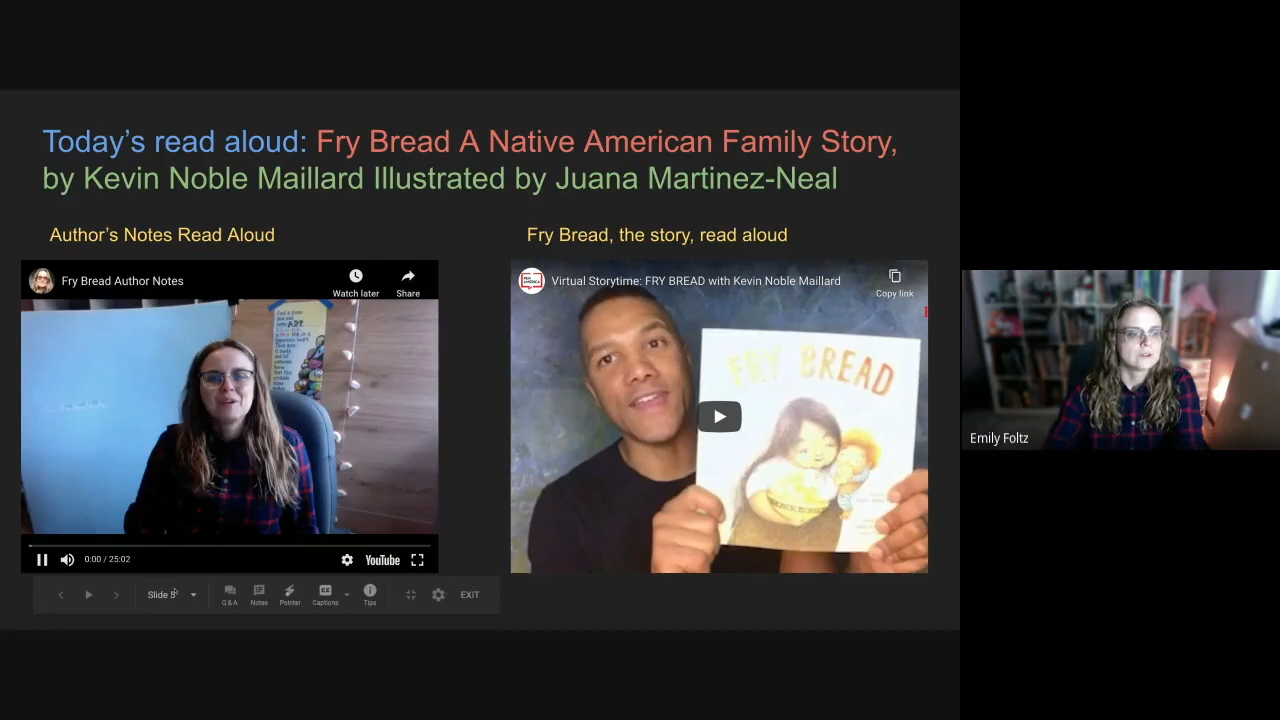 Today's read aloud: Fry Bread A Native American Family Story,
by Kevin Noble Maillard Illustrated by Juana Martinez-Neal
Author's Notes Read Aloud
Fry Bread, the story, read aloud
Fry Bread Author Notes
Watch later
Share
Virtual Storytime: FRY BREAD with Kevin Noble Maillard
Copy link
FRY BREAD
Emily Foltz
0:00 / 25:02
YouTube
Slide 5
Q&A
Notes
Pointer
Captions
Tips
EXIT